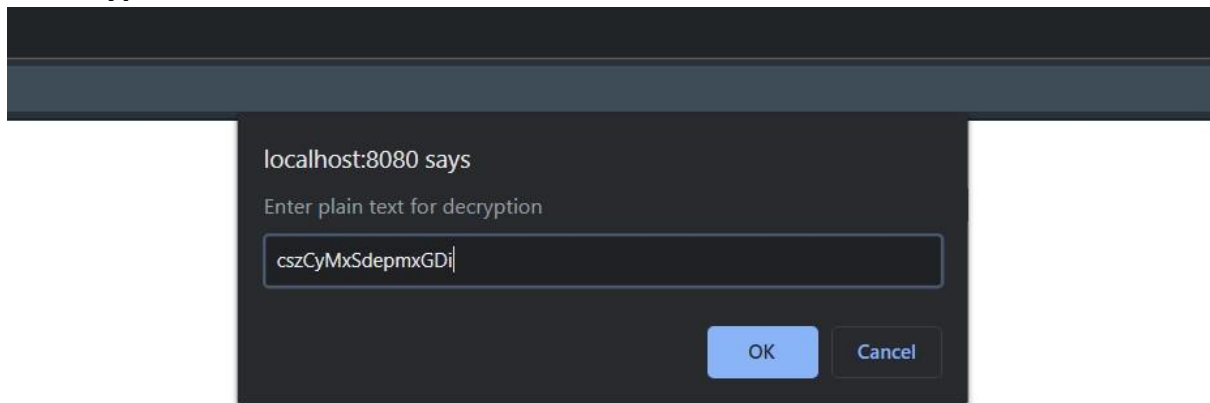 localhost:8080 says
Enter plain text for decryption
cszCyMxSdepmxGDi
OK Cancel